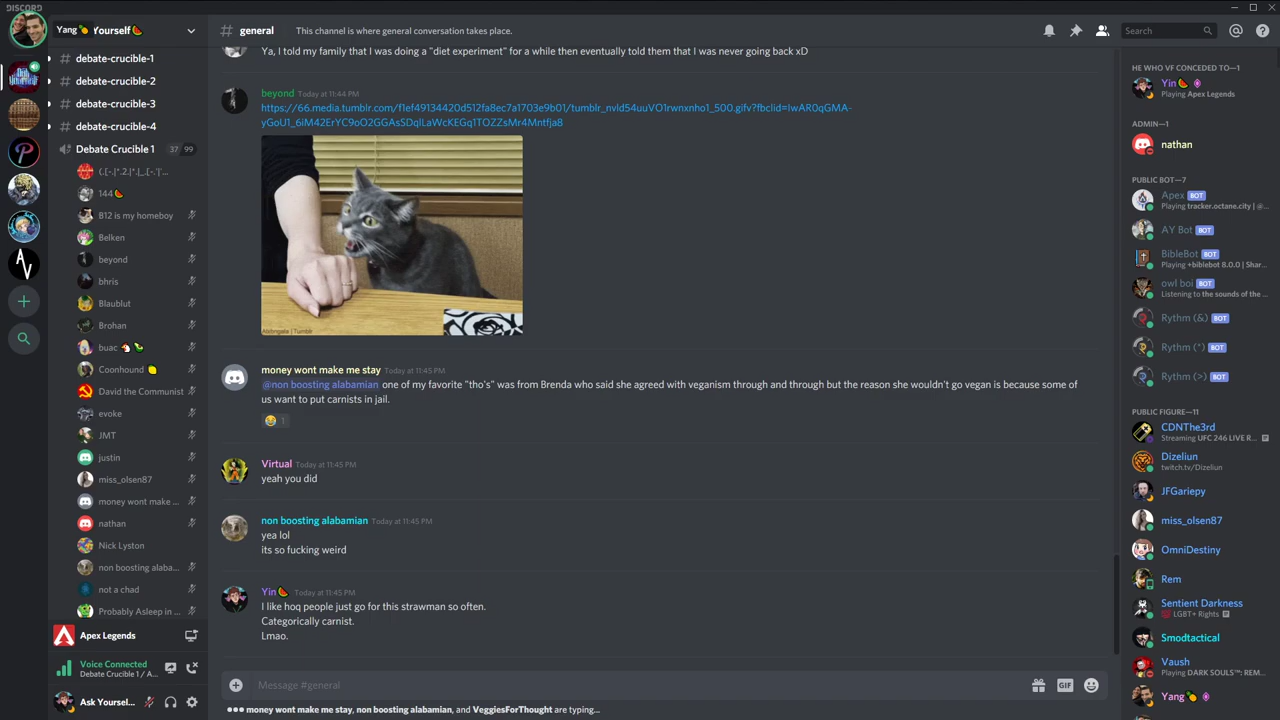 DISCORD
Yang🍍 Yourself🍉
debate-crucible-1
debate-crucible-2
debate-crucible-3
debate-crucible-4
Debate Crucible 1 37 99
144🍉
B12 is my homeboy
Belken
beyond
bhris
Blaublut
Brohan
buac
Coonhound 🍋
David the Communist
evoke
JMT
justin
miss_olsen87
money wont make ...
nathan
Nick Lyston
non boosting alaba...
not a chad
Probably Asleep in ...
Apex Legends
Voice Connected
Debate Crucible 1 / A...
Ask Yoursel...
# general This channel is where general conversation takes place.
Search
Ya, I told my family that I was doing a "diet experiment" for a while then eventually told them that I was never going back xD
beyond Today at 11:44 PM
money wont make me stay Today at 11:45 PM
@non boosting alabamian one of my favorite "tho's" was from Brenda who said she agreed with veganism through and through but the reason she wouldn't go vegan is because some of
us want to put carnists in jail.
😂 1
Virtual Today at 11:45 PM
yeah you did
non boosting alabamian Today at 11:45 PM
yea lol
its so fucking weird
Yin🍉 Today at 11:45 PM
I like hoq people just go for this strawman so often.
Categorically carnist.
Lmao.
Message #general
GIF
money wont make me stay, non boosting alabamian, and VeggiesForThought are typing...
HE WHO VF CONCEDED TO—1
Yin🍉
Playing Apex Legends
ADMIN—1
nathan
PUBLIC BOT—7
Apex BOT
Playing tracker.octane.city | @...
AY Bot BOT
BibleBot BOT
Playing +biblebot 8.0.0 | Shar...
owl boi BOT
Listening to the sounds of the ...
Rythm (&) BOT
Rythm (*) BOT
Rythm (>) BOT
PUBLIC FIGURE—11
CDNThe3rd
Streaming UFC 246 LIVE R...
Dizeliun
twitch.tv/Dizeliun
JFGariepy
miss_olsen87
OmniDestiny
Rem
Sentient Darkness
LGBT+ Rights
Smodtactical
Vaush
Playing DARK SOULS™: REM...
Yang🍍